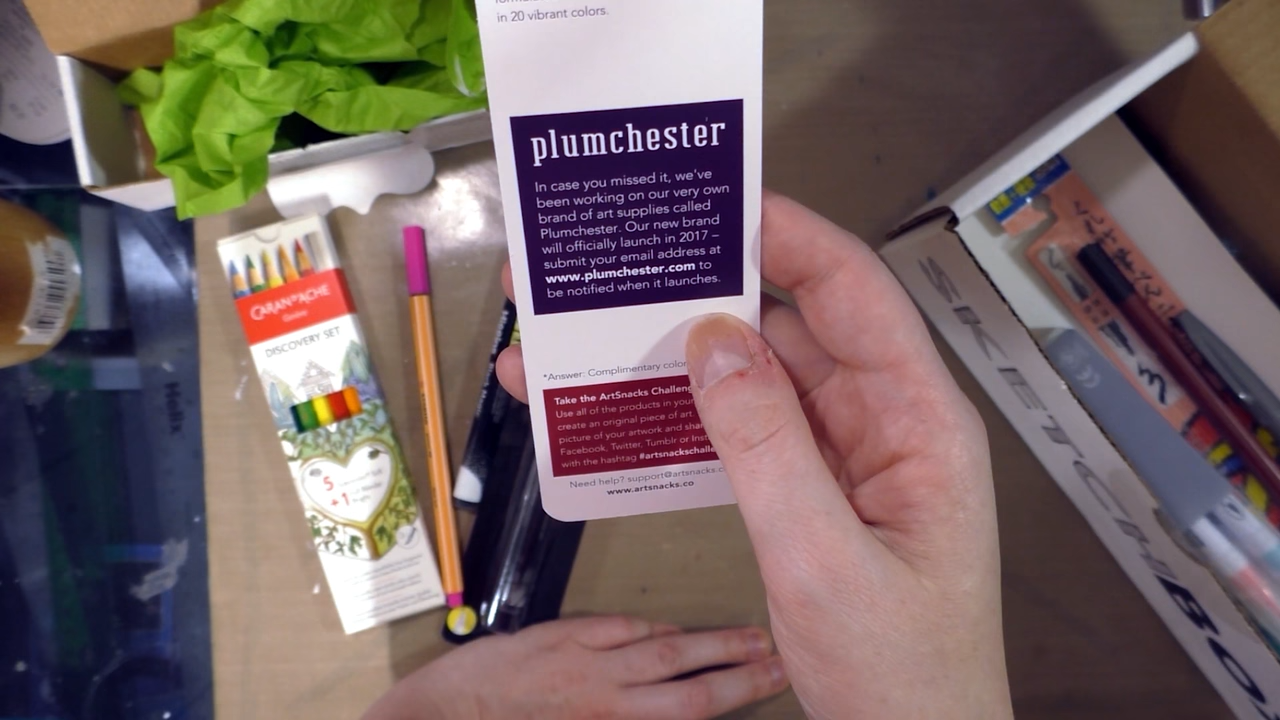 in 20 vibrant colors.
plumchester
In case you missed it, we've
been working on our very own
brand of art supplies called
Plumchester. Our new brand
will officially launch in 2017 –
submit your email address at
www.plumchester.com to
be notified when it launches.
*Answer: Complimentary color
Take the ArtSnacks Challeng
Use all of the products in your
create an original piece of art.
picture of your artwork and shar
Facebook, Twitter, Tumblr or Inst
with the hashtag #artsnackschalle
Need help? support@artsnacks.c
www.artsnacks.co
CARAN D'ACHE
Genève
DISCOVERY SET
5
+1
SKETCHBOX